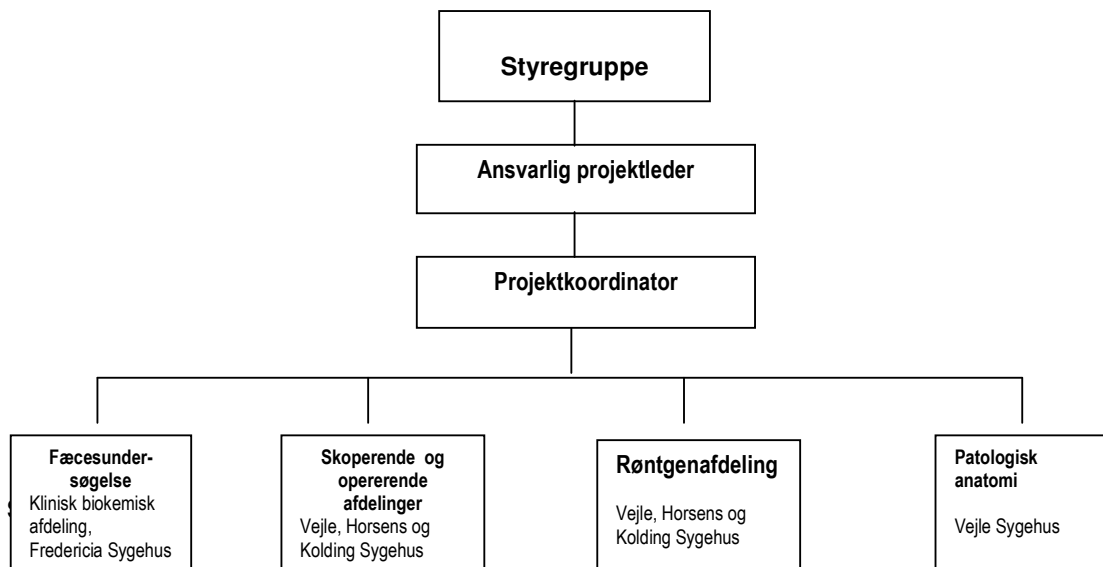 Styregruppe
Ansvarlig projektleder
Projektkoordinator
Fæcesunder-
søgelse
Klinisk biokemisk
afdeling,
Fredericia Sygehus
Skoperende og
opererende
afdelinger
Vejle, Horsens og
Kolding Sygehus
Røntgenafdeling
Vejle, Horsens og
Kolding Sygehus
Patologisk
anatomi
Vejle Sygehus